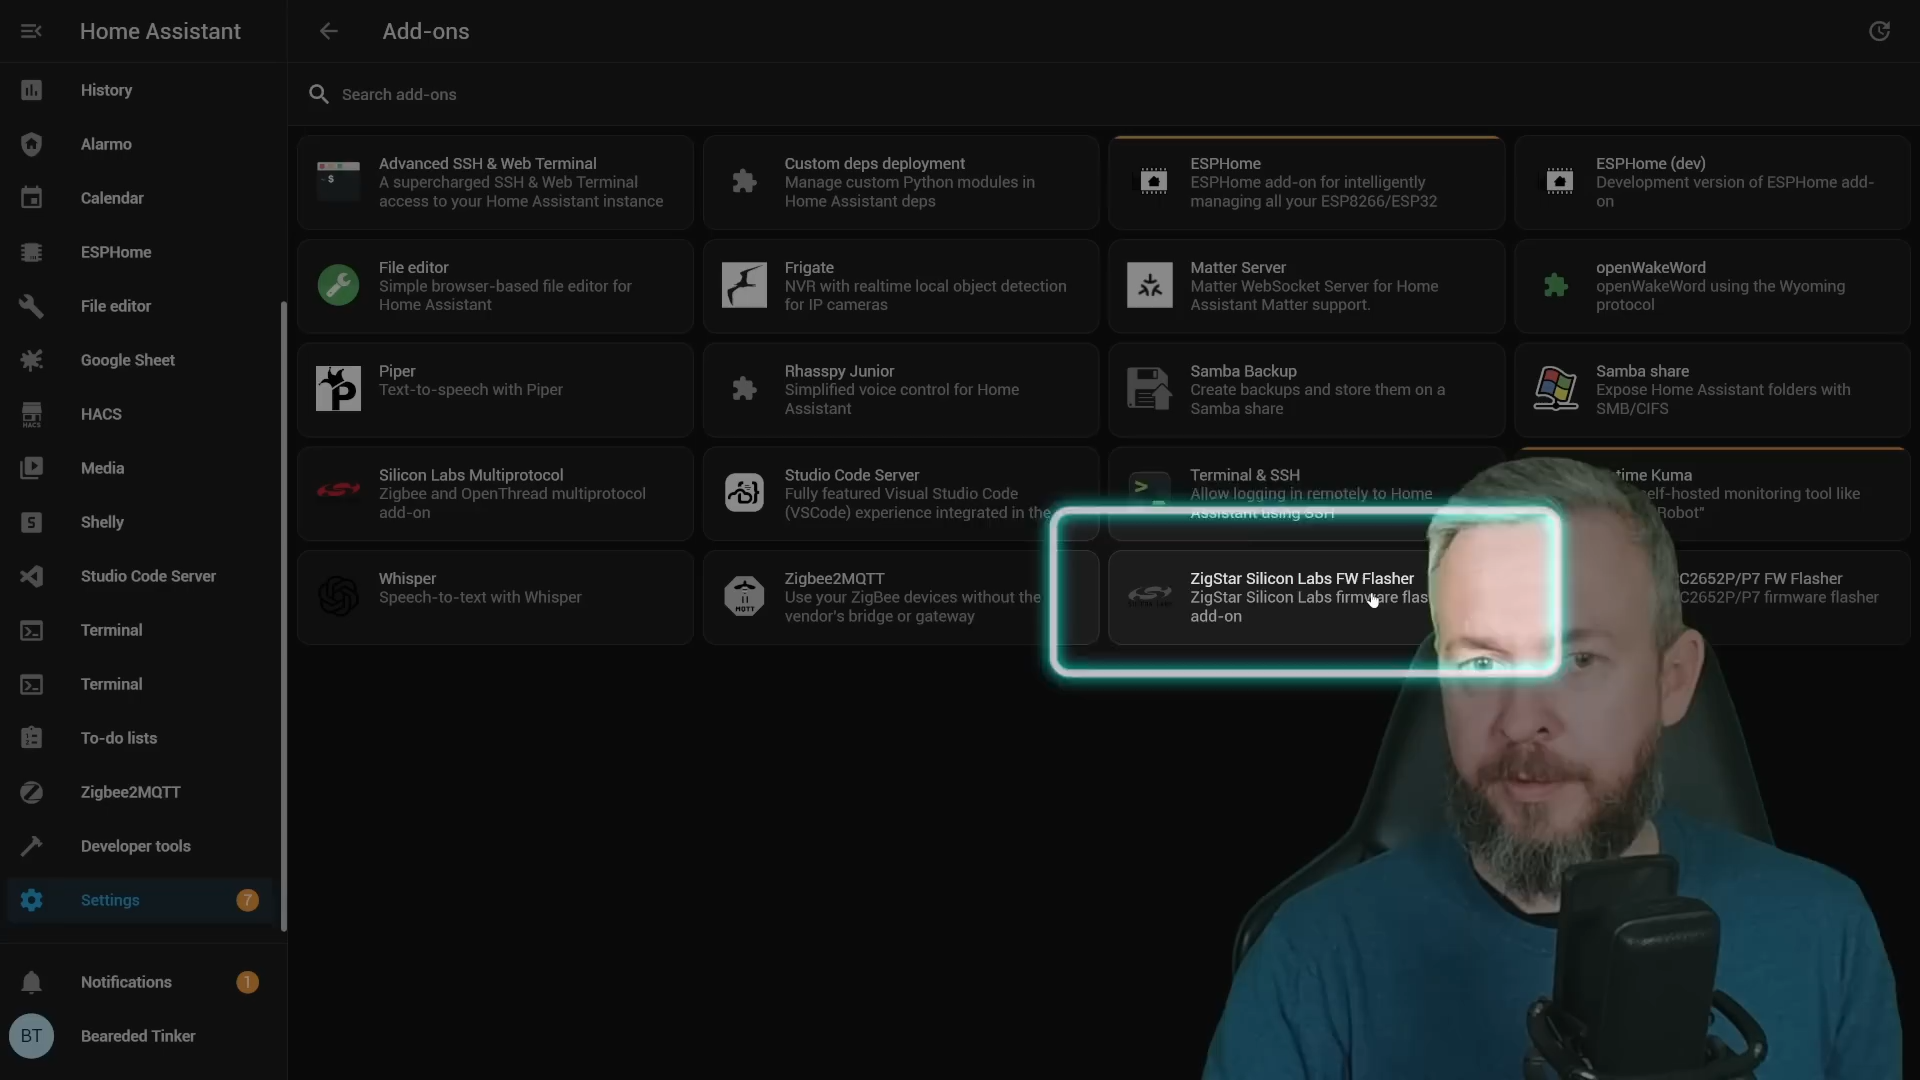 Home Assistant
Add-ons
History
Alarmo
Calendar
ESPHome
File editor
Google Sheet
HACS
HACS
Media
Shelly
Studio Code Server
Terminal
Terminal
To-do lists
Zigbee2MQTT
Developer tools
Settings
7
Notifications
1
BT
Beareded Tinker
Search add-ons
Advanced SSH & Web Terminal
A supercharged SSH & Web Terminal
access to your Home Assistant instance
Custom deps deployment
Manage custom Python modules in
Home Assistant deps
ESPHome
ESPHome add-on for intelligently
managing all your ESP8266/ESP32
ESPHome (dev)
Development version of ESPHome add-
on
File editor
Simple browser-based file editor for
Home Assistant
Frigate
NVR with realtime local object detection
for IP cameras
Matter Server
Matter WebSocket Server for Home
Assistant Matter support.
openWakeWord
openWakeWord using the Wyoming
protocol
Piper
Text-to-speech with Piper
Rhasspy Junior
Simplified voice control for Home
Assistant
Samba Backup
Create backups and store them on a
Samba share
Samba share
Expose Home Assistant folders with
SMB/CIFS
Silicon Labs Multiprotocol
Zigbee and OpenThread multiprotocol
add-on
Studio Code Server
Fully featured Visual Studio Code
(VSCode) experience integrated in the
Terminal & SSH
Allow logging in remotely to Home
Assistant using SSH
time Kuma
elf-hosted monitoring tool like
Robot"
Whisper
Speech-to-text with Whisper
MQTT
Zigbee2MQTT
Use your ZigBee devices without the
vendor's bridge or gateway
ZigStar Silicon Labs FW Flasher
ZigStar Silicon Labs firmware flas
add-on
C2652P/P7 FW Flasher
C2652P/P7 firmware flasher